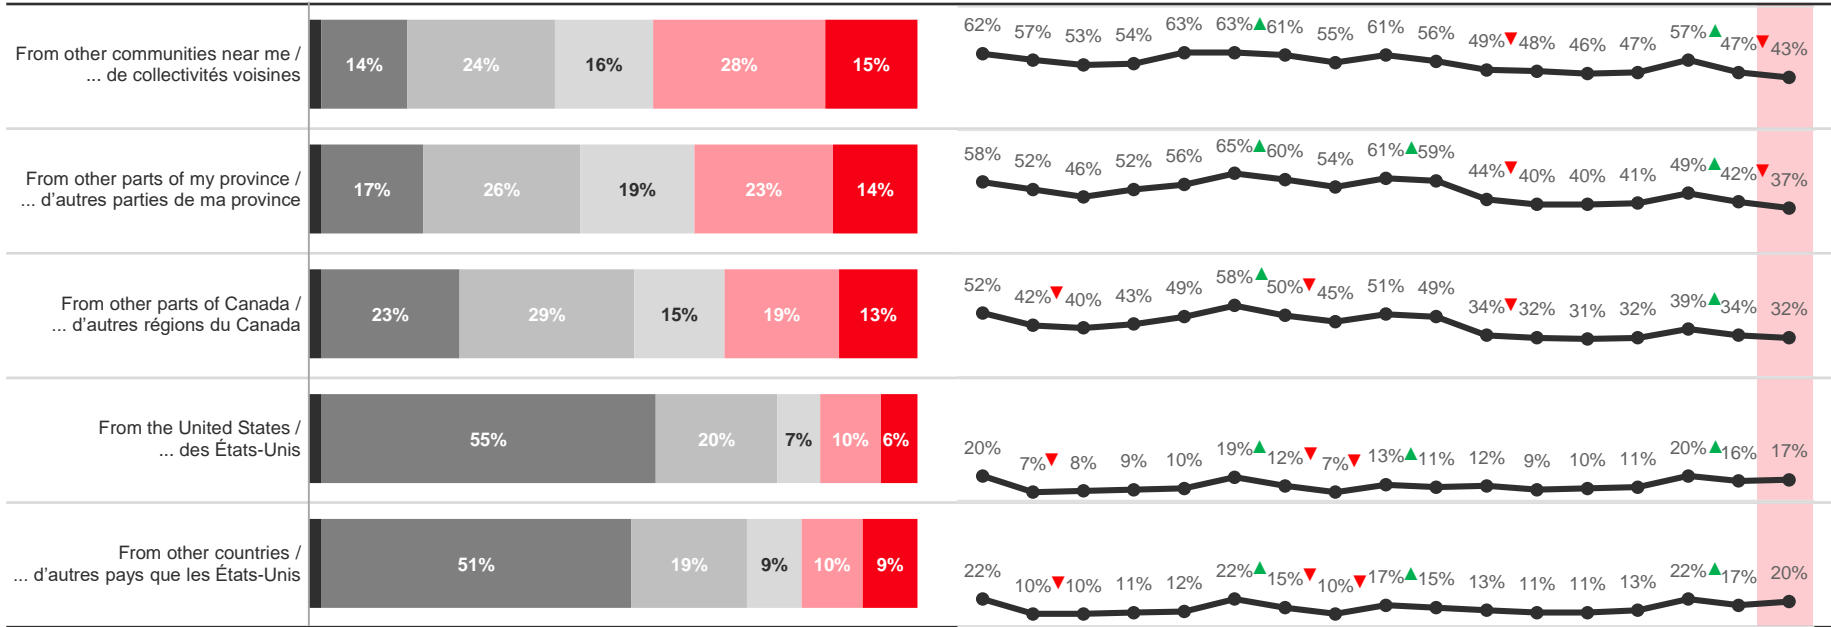 From other communities near me /
... de collectivités voisines
14% 24% 16% 28% 15%
62% 57% 53% 54% 63% 63% 61% 55% 61% 56% 49% 48% 46% 47% 57% 47% 43%
From other parts of my province /
... d'autres parties de ma province
17% 26% 19% 23% 14%
58% 52% 46% 52% 56% 65% 60% 54% 61% 59% 44% 40% 40% 41% 49% 42% 37%
From other parts of Canada /
... d'autres régions du Canada
23% 29% 15% 19% 13%
52% 42% 40% 43% 49% 58% 50% 45% 51% 49% 34% 32% 31% 32% 39% 34% 32%
From the United States /
... des États-Unis
55% 20% 7% 10% 6%
20% 7% 8% 9% 10% 19% 12% 7% 13% 11% 12% 9% 10% 11% 20% 16% 17%
From other countries /
... d'autres pays que les États-Unis
51% 19% 9% 10% 9%
22% 10% 10% 11% 12% 22% 15% 10% 17% 15% 13% 11% 11% 13% 22% 17% 20%